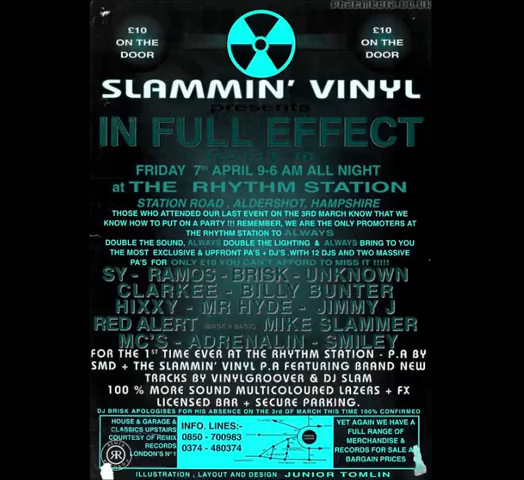 phatmedia.co.uk
£10
ON THE
DOOR
£10
ON THE
DOOR
SLAMMIN' VINYL
presents
IN FULL EFFECT
FRIDAY 7th APRIL 9-6 AM ALL NIGHT
at THE RHYTHM STATION
STATION ROAD, ALDERSHOT, HAMPSHIRE
THOSE WHO ATTENDED OUR LAST EVENT ON THE 3RD MARCH KNOW THAT WE
KNOW HOW TO PUT ON A PARTY !!! REMEMBER, WE ARE THE ONLY PROMOTERS AT
THE RHYTHM STATION TO ALWAYS
DOUBLE THE SOUND, ALWAYS DOUBLE THE LIGHTING & ALWAYS BRING TO YOU
THE MOST EXCLUSIVE & UPFRONT PA'S + DJ'S .WITH 12 DJS AND TWO MASSIVE
PA'S FOR ONLY £10 YOU CAN'T AFFORD TO MISS IT !!!!!
SY - RAMOS - BRISK - UNKNOWN
CLARKEE - BILLY BUNTER
HIXXY - MR HYDE - JIMMY J
RED ALERT MIKE SLAMMER
MC'S - ADRENALIN - SMILEY
FOR THE 1ST TIME EVER AT THE RHYTHM STATION - P.A BY
SMD + THE SLAMMIN' VINYL P.A FEATURING BRAND NEW
TRACKS BY VINYLGROOVER & DJ SLAM
100 % MORE SOUND MULTICOLOURED LAZERS + FX
LICENSED BAR + SECURE PARKING.
DJ BRISK APOLOGISES FOR HIS ABSENCE ON THE 3rd OF MARCH THIS TIME 100% CONFIRMED
HOUSE & GARAGE &
CLASSICS UPSTAIRS
COURTESY OF REMIX
RECORDS
LONDON'S Nº1
INFO. LINES:-
0850 - 700983
0374 - 480374
YET AGAIN WE HAVE A
FULL RANGE OF
MERCHANDISE &
RECORDS FOR SALE AT
BARGAIN PRICES
ILLUSTRATION , LAYOUT AND DESIGN JUNIOR TOMLIN